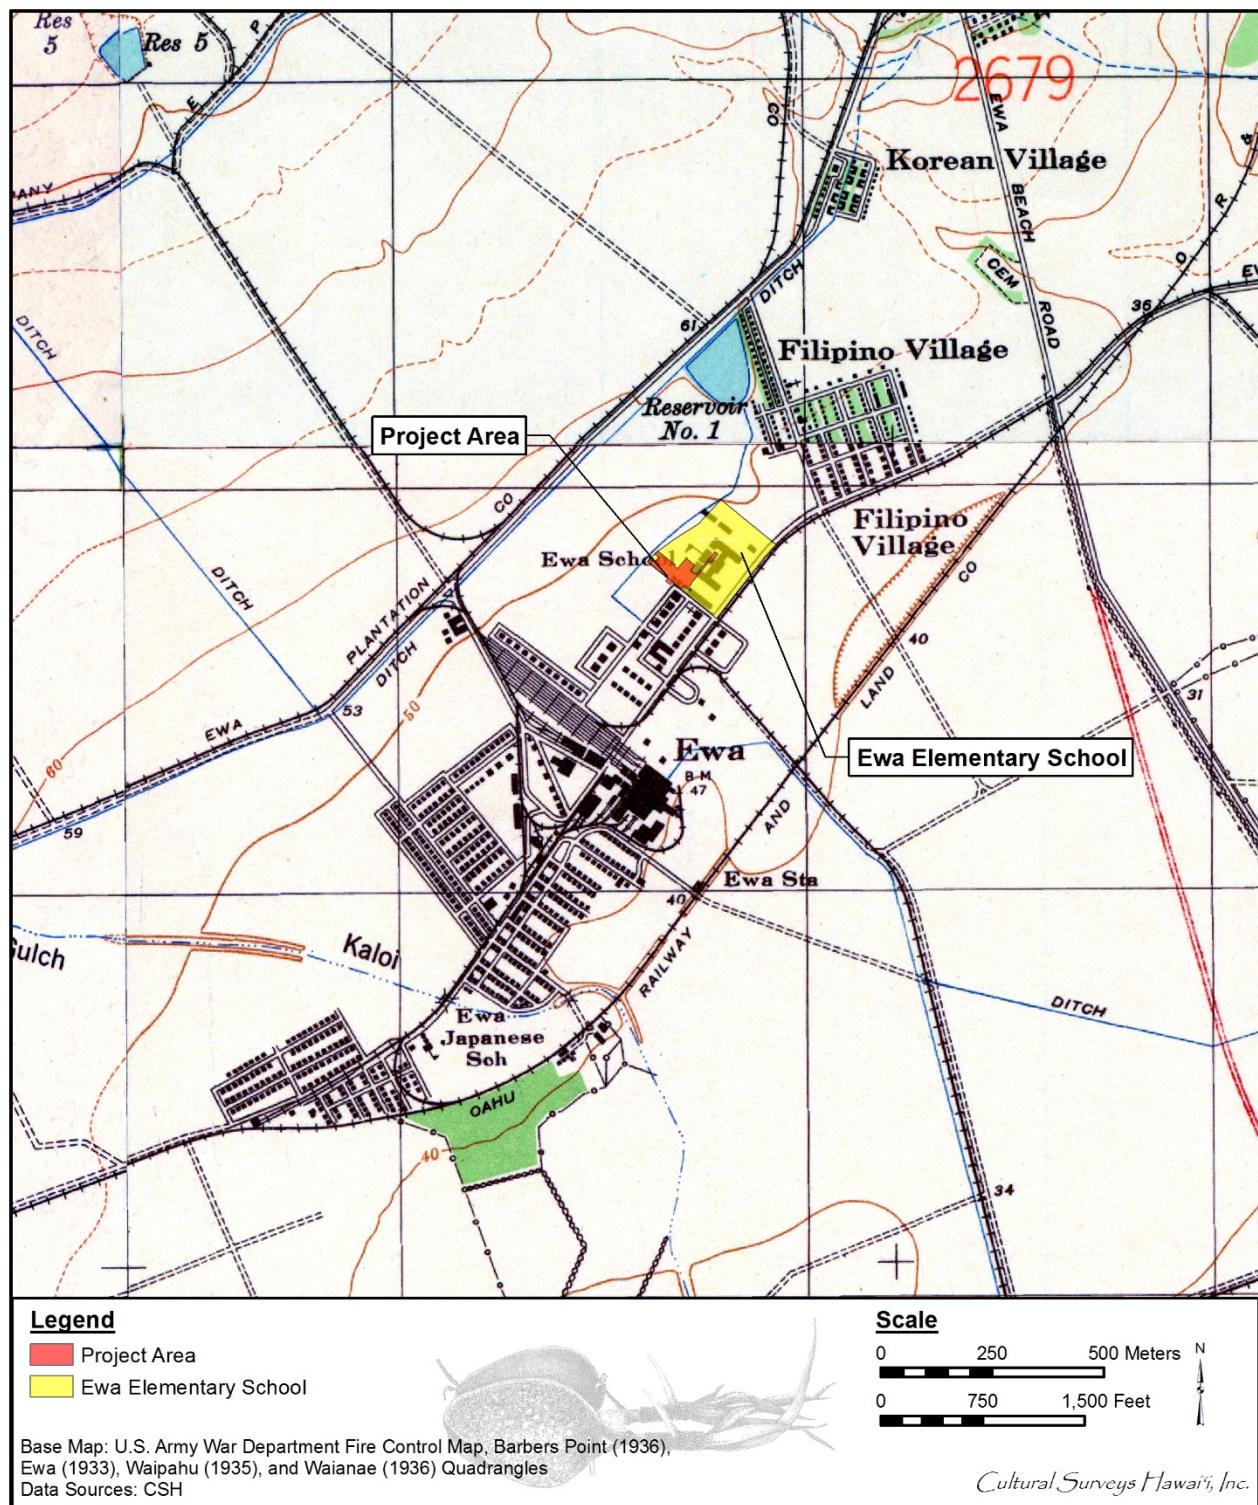 Res
5
Res 5
P
E
2679
CO
EWA
BEACH
ROAD
&
R
O
Korean Village
PANY
CEM
DITCH
EW
36
61
DITCH
Filipino Village
Reservoir
No. 1
Project Area
CO
Filipino
Village
Ewa School
DITCH
CO
PLANTATION
DITCH
40
LAND
31
53
50
EWA
Ewa
Ewa Elementary School
B M
47
60
59
AND
Ewa Sta
40
Gulch
Kaloi
RAILWAY
DITCH
Ewa
Japanese
Sch
OAHU
40
34
Legend
Project Area
Ewa Elementary School
Scale
0 250 500 Meters
N
0 750 1,500 Feet
Base Map: U.S. Army War Department Fire Control Map, Barbers Point (1936),
Ewa (1933), Waipahu (1935), and Waianae (1936) Quadrangles
Data Sources: CSH
Cultural Surveys Hawai‘i, Inc.